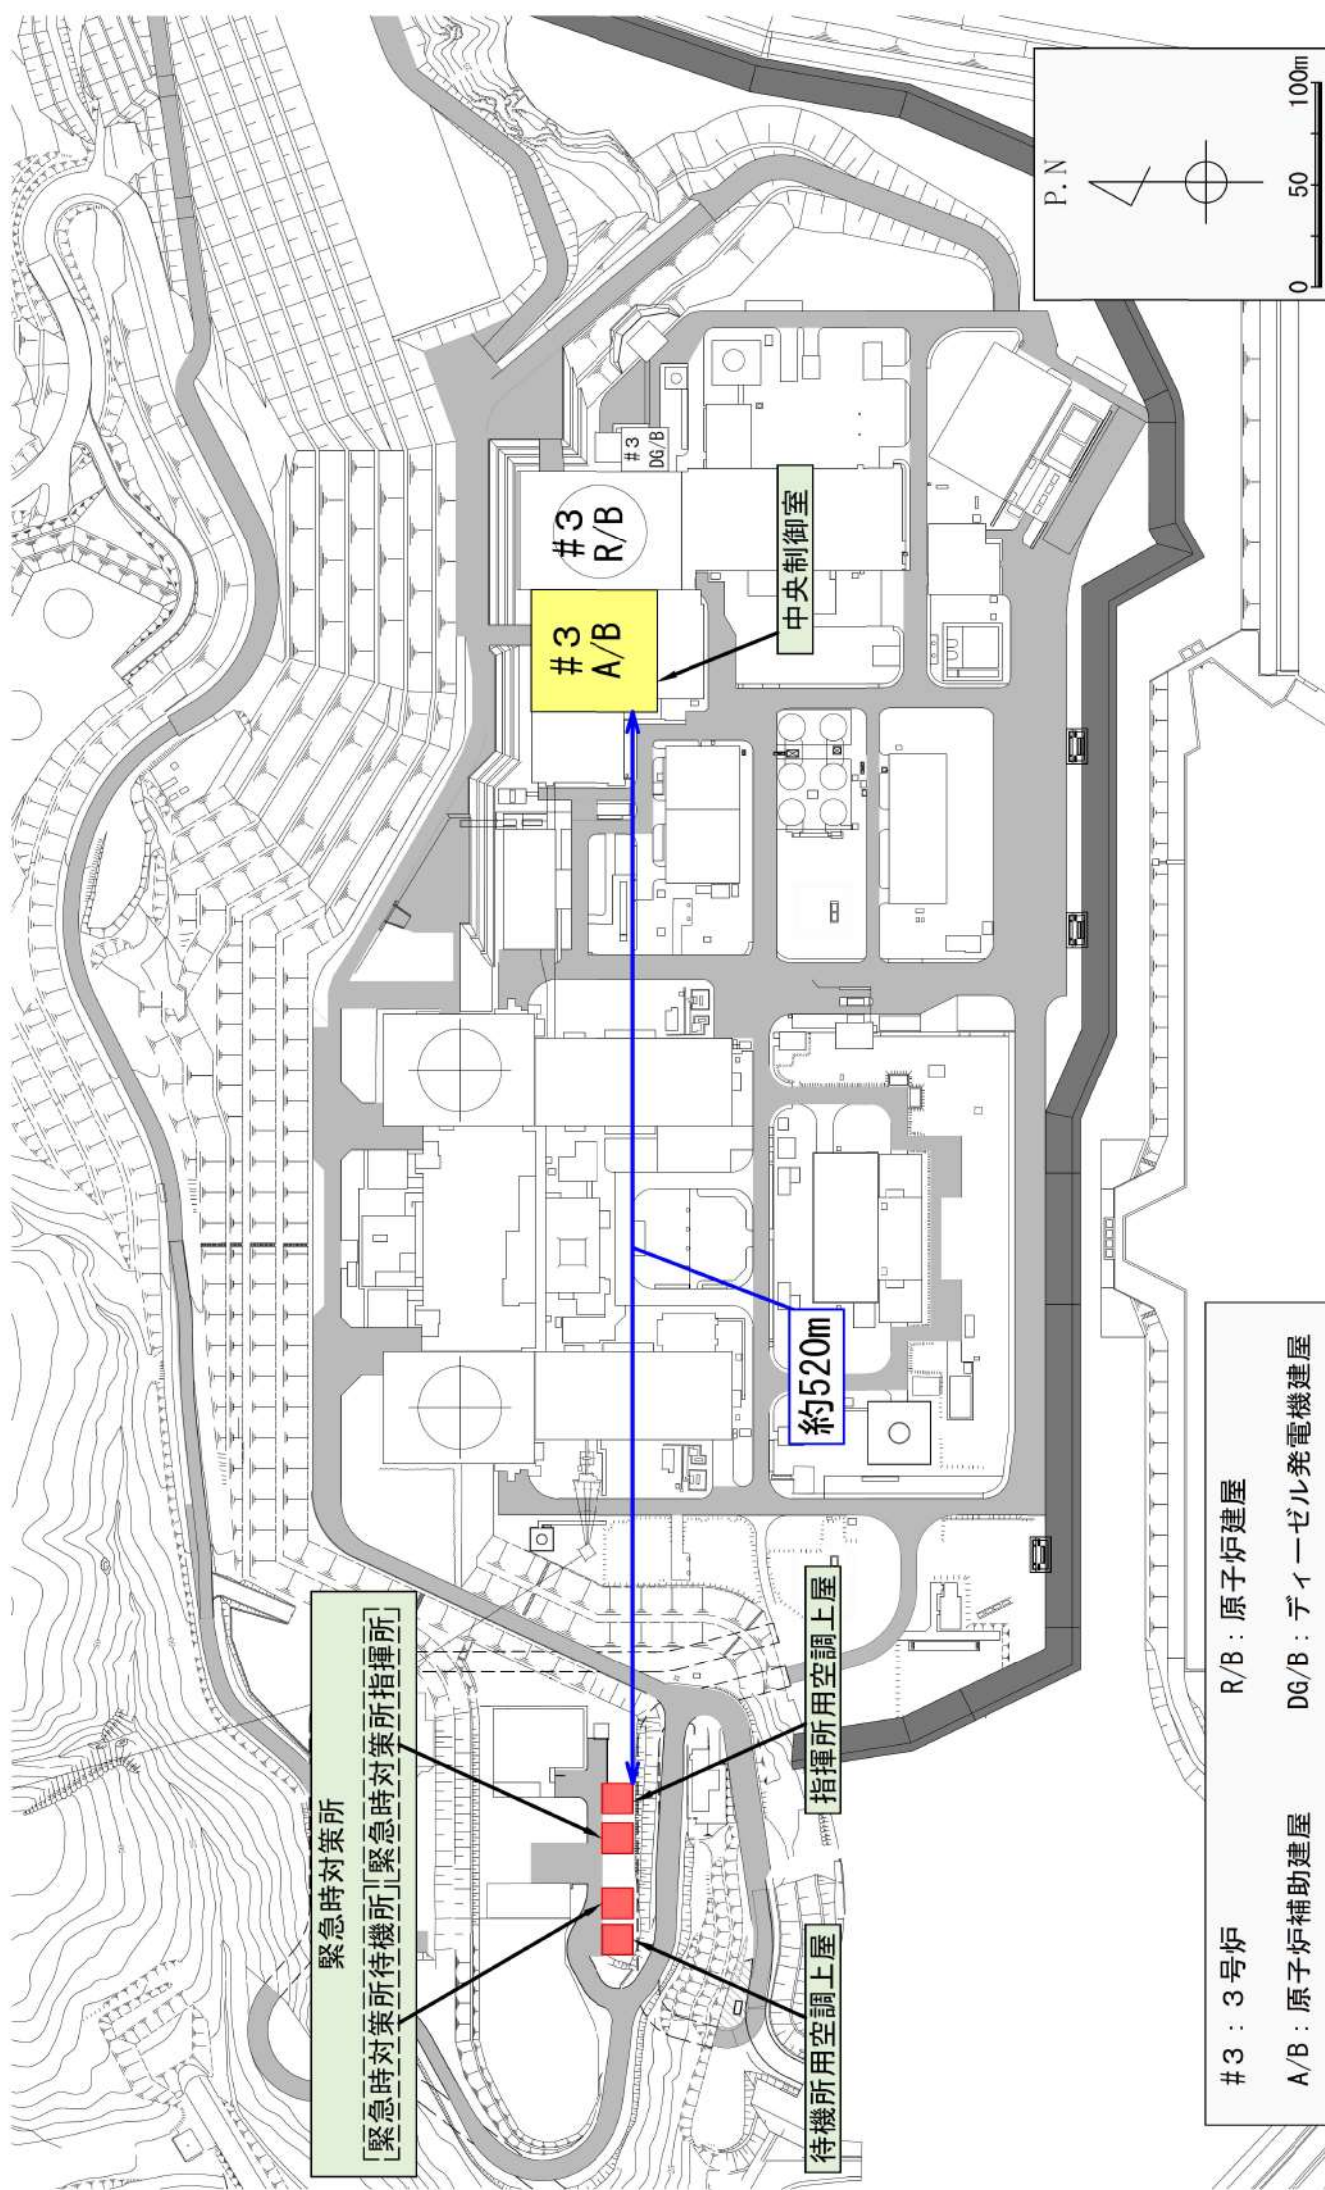 緊急時対策所
緊急時対策所待機所
緊急時対策所指揮所
#3
A/B
#3
R/B
#3
DG/B
中央制御室
約520m
待機所用空調上屋
指揮所用空調上屋
P.N
0 50 100m
#3：3号炉 R/B：原子炉建屋
A/B：原子炉補助建屋 DG/B：ディーゼル発電機建屋